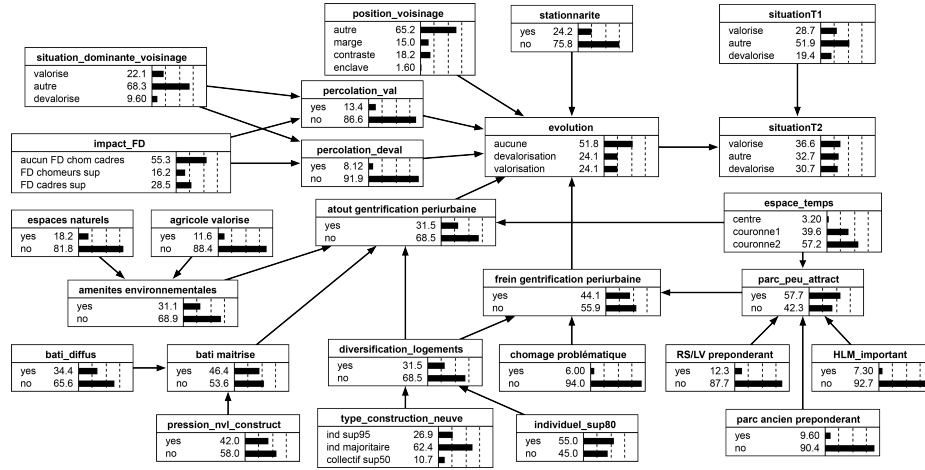 position_voisinage
autre 65.2
marge 15.0
contraste 18.2
enclave 1.60
stationnarite
yes 24.2
no 75.8
situationT1
valorise 28.7
autre 51.9
devalorise 19.4
situation_dominante_voisinage
valorise 22.1
autre 68.3
devalorise 9.60
percolation_val
yes 13.4
no 86.6
evolution
aucune 51.8
devalorisation 24.1
valorisation 24.1
situationT2
valorise 36.6
autre 32.7
devalorise 30.7
impact_FD
aucun FD chom cadres 55.3
FD chomeurs sup 16.2
FD cadres sup 28.5
percolation_deval
yes 8.12
no 91.9
espaces naturels
yes 18.2
no 81.8
agricole valorise
yes 11.6
no 88.4
atout gentrification periurbaine
yes 31.5
no 68.5
espace_temps
centre 3.20
couronne1 39.6
couronne2 57.2
amenites environnementales
yes 31.1
no 68.9
frein gentrification periurbaine
yes 44.1
no 55.9
parc_peu_attract
yes 57.7
no 42.3
bati_diffus
yes 34.4
no 65.6
bati maitrise
yes 46.4
no 53.6
diversification_logements
yes 31.5
no 68.5
chomage problématique
yes 6.00
no 94.0
RS/LV preponderant
yes 12.3
no 87.7
HLM_important
yes 7.30
no 92.7
pression_nvl_construct
yes 42.0
no 58.0
type_construction_neuve
ind sup95 26.9
ind majoritaire 62.4
collectif sup50 10.7
individuel_sup80
yes 55.0
no 45.0
parc ancien preponderant
yes 9.60
no 90.4